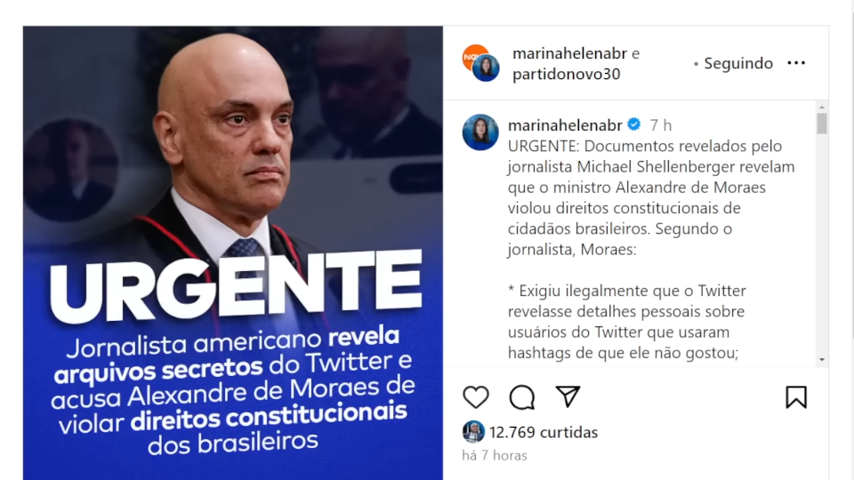 URGENTE
Jornalista americano revela
arquivos secretos do Twitter e
acusa Alexandre de Moraes de
violar direitos constitucionais
dos brasileiros
marinahelenabr e
partidonovo30
• Seguindo
marinahelenabr 7 h
URGENTE: Documentos revelados pelo
jornalista Michael Shellenberger revelam
que o ministro Alexandre de Moraes
violou direitos constitucionais de
cidadãos brasileiros. Segundo o
jornalista, Moraes:
* Exigiu ilegalmente que o Twitter
revelasse detalhes pessoais sobre
usuários do Twitter que usaram
hashtags de que ele não gostou;
12.769 curtidas
há 7 horas